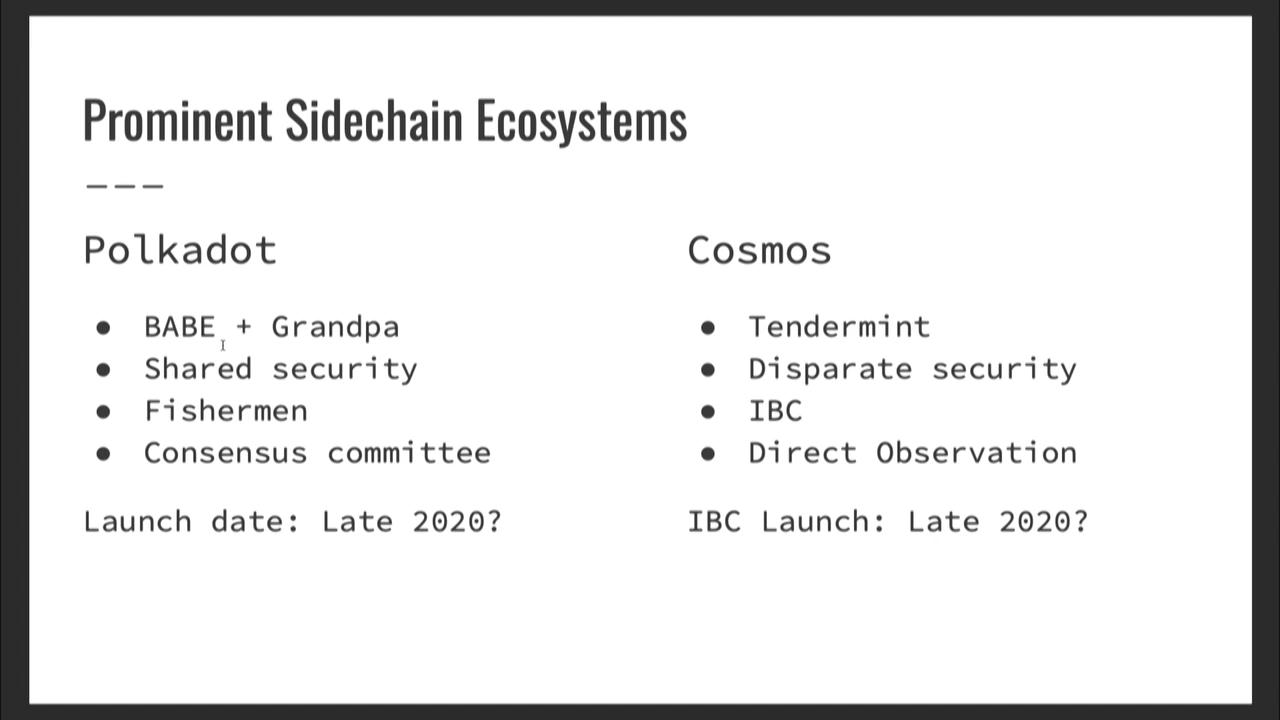 Prominent Sidechain Ecosystems
---
Polkadot
● BABE + Grandpa
● Shared security
● Fishermen
● Consensus committee
Launch date: Late 2020?
Cosmos
● Tendermint
● Disparate security
● IBC
● Direct Observation
IBC Launch: Late 2020?